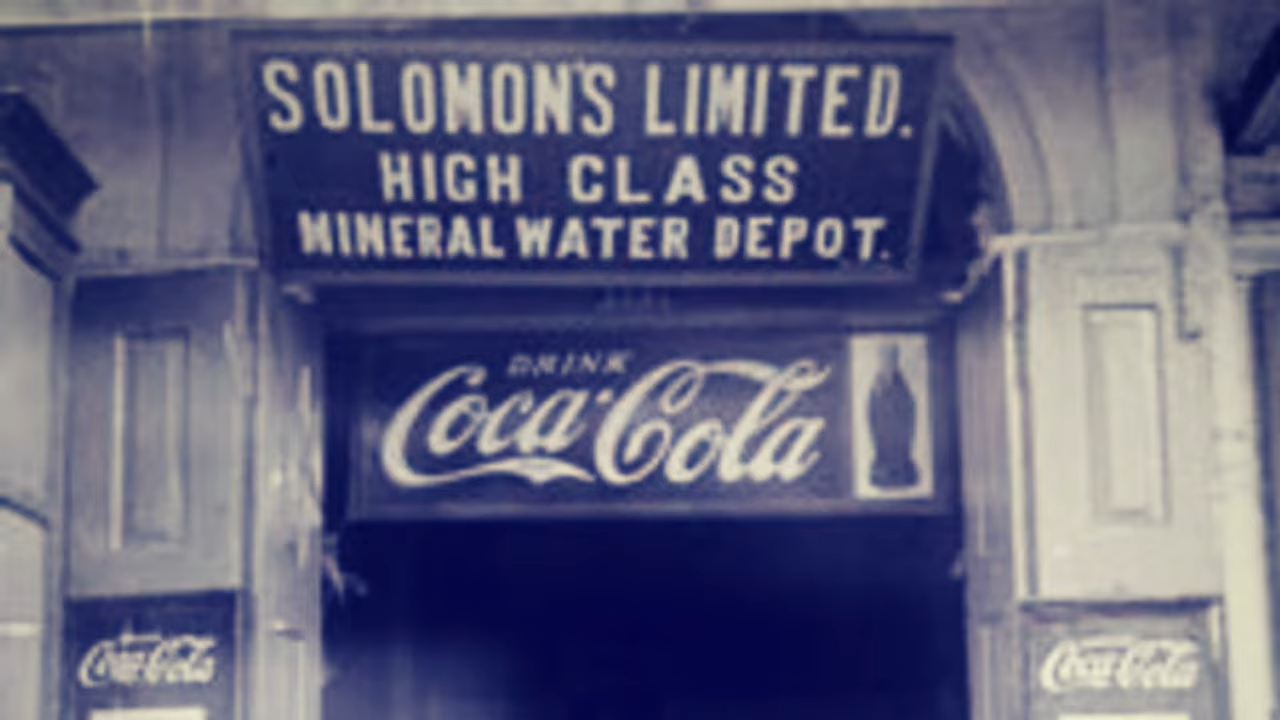 SOLOMON'S LIMITED.
HIGH CLASS
MINERAL WATER DEPOT.
DRINK
Coca-Cola
Coca-Cola
Coca-Cola